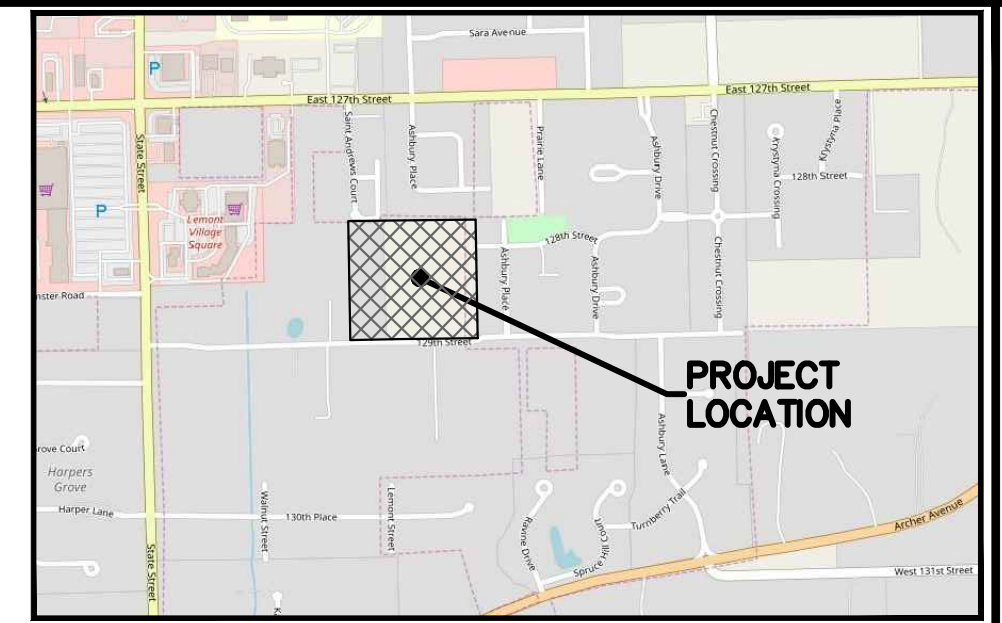 Sara Avenue
P
East 127th Street
East 127th Street
State Street
Saint Andrews Court
Ashbury Place
Prairie Lane
Ashbury Drive
Chestnut Crossing
Krystyna Crossing
Krystyna Place
128th Street
P
Lemont
Village
Square
128th Street
Ashbury Place
Ashbury Drive
Chestnut Crossing
nster Road
129th Street
PROJECT
LOCATION
Ashbury Lane
rove Court
Harpers
Grove
Harper Lane
Walnut Street
130th Place
Lemont Street
Ravine Drive
Spruce Hill Court
Turnberry Trail
Archer Avenue
State Street
West 131st Street